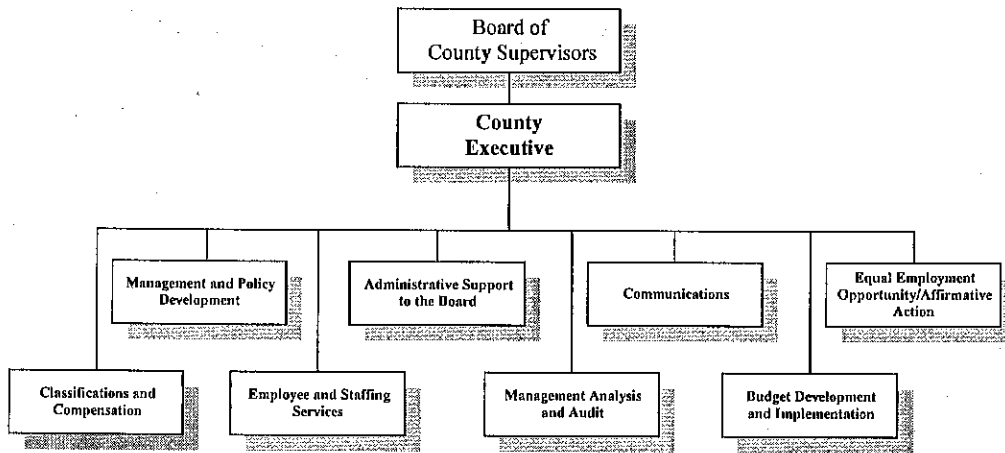 Board of
County Supervisors
County
Executive
Management and Policy
Development
Administrative Support
to the Board
Communications
Equal Employment
Opportunity/Affirmative
Action
Classifications and
Compensation
Employee and Staffing
Services
Management Analysis
and Audit
Budget Development
and Implementation